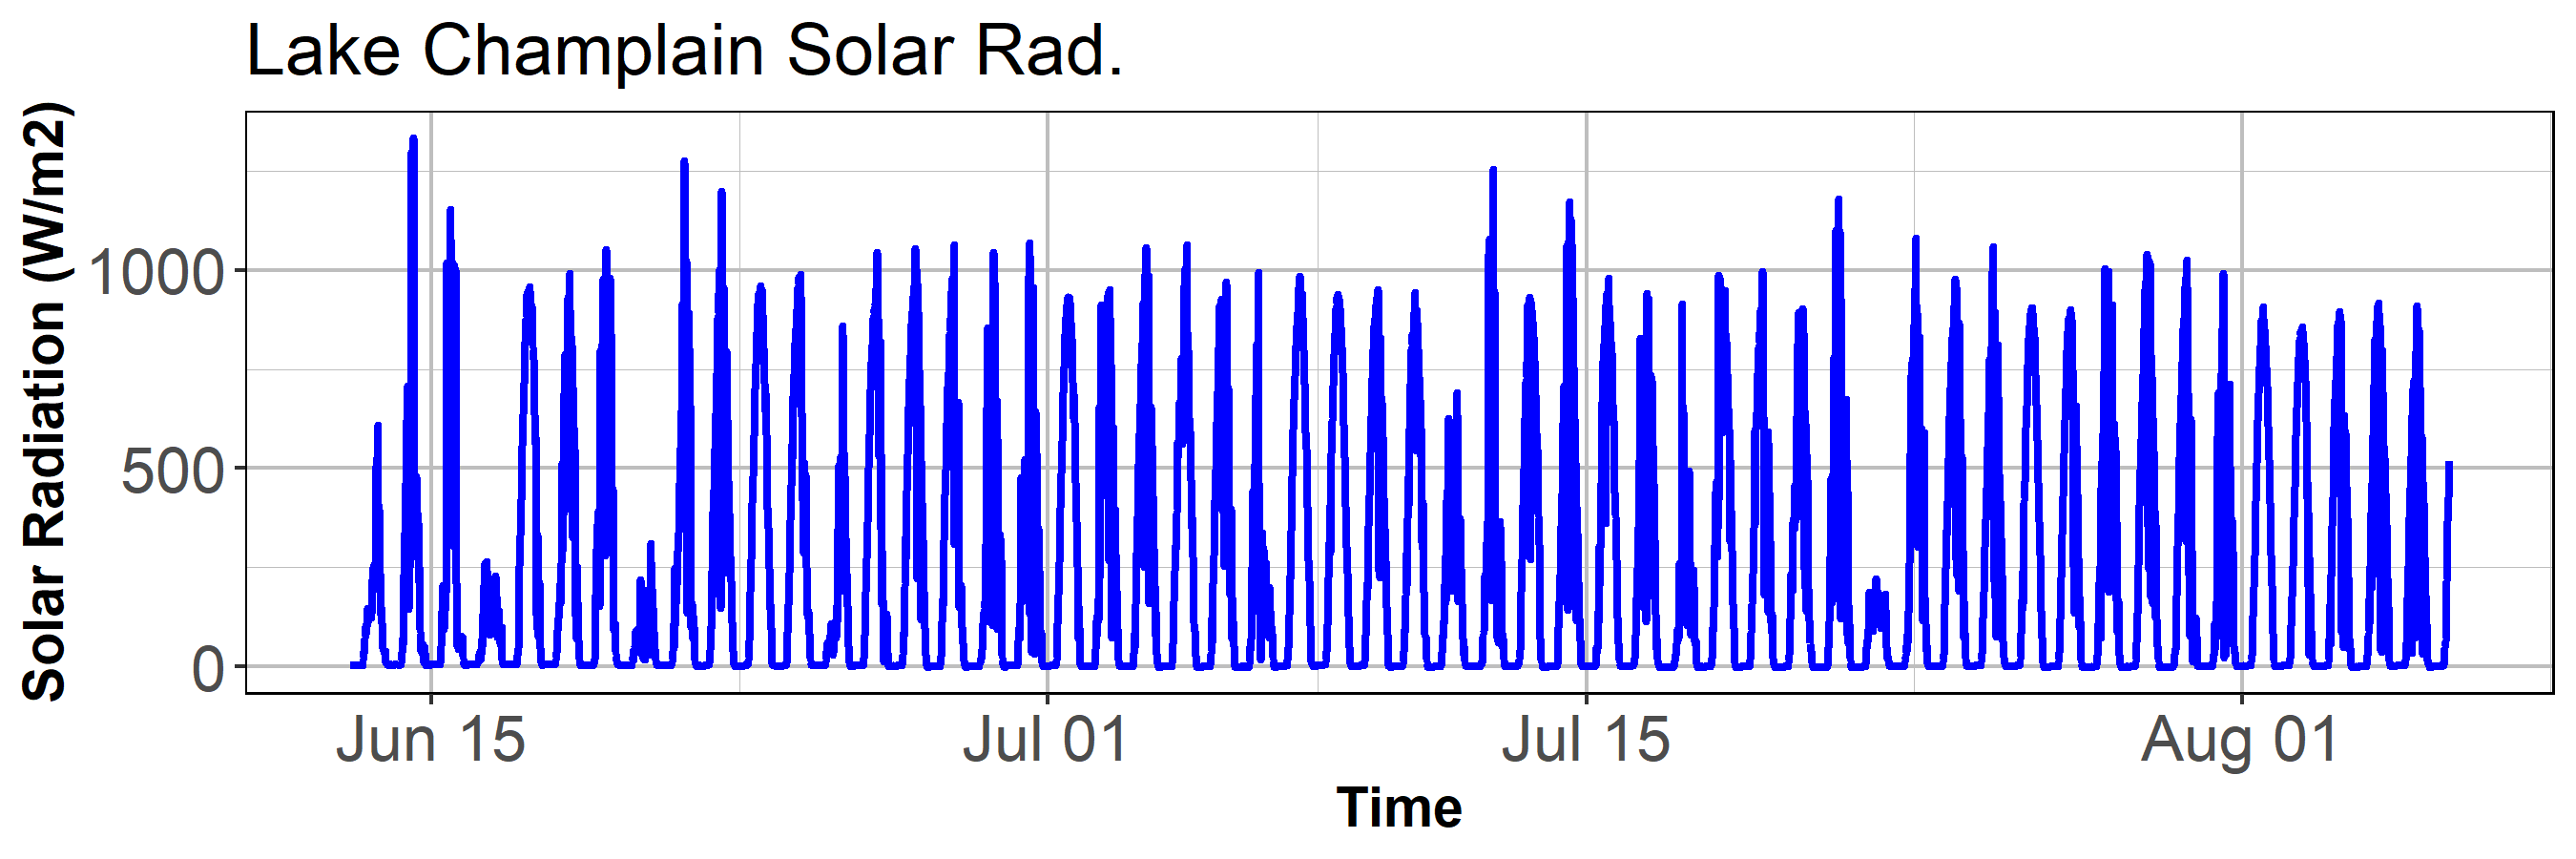 Lake Champlain Solar Rad.
Solar Radiation (W/m2)
1000
500
0
Jun 15
Jul 01
Jul 15
Aug 01
Time